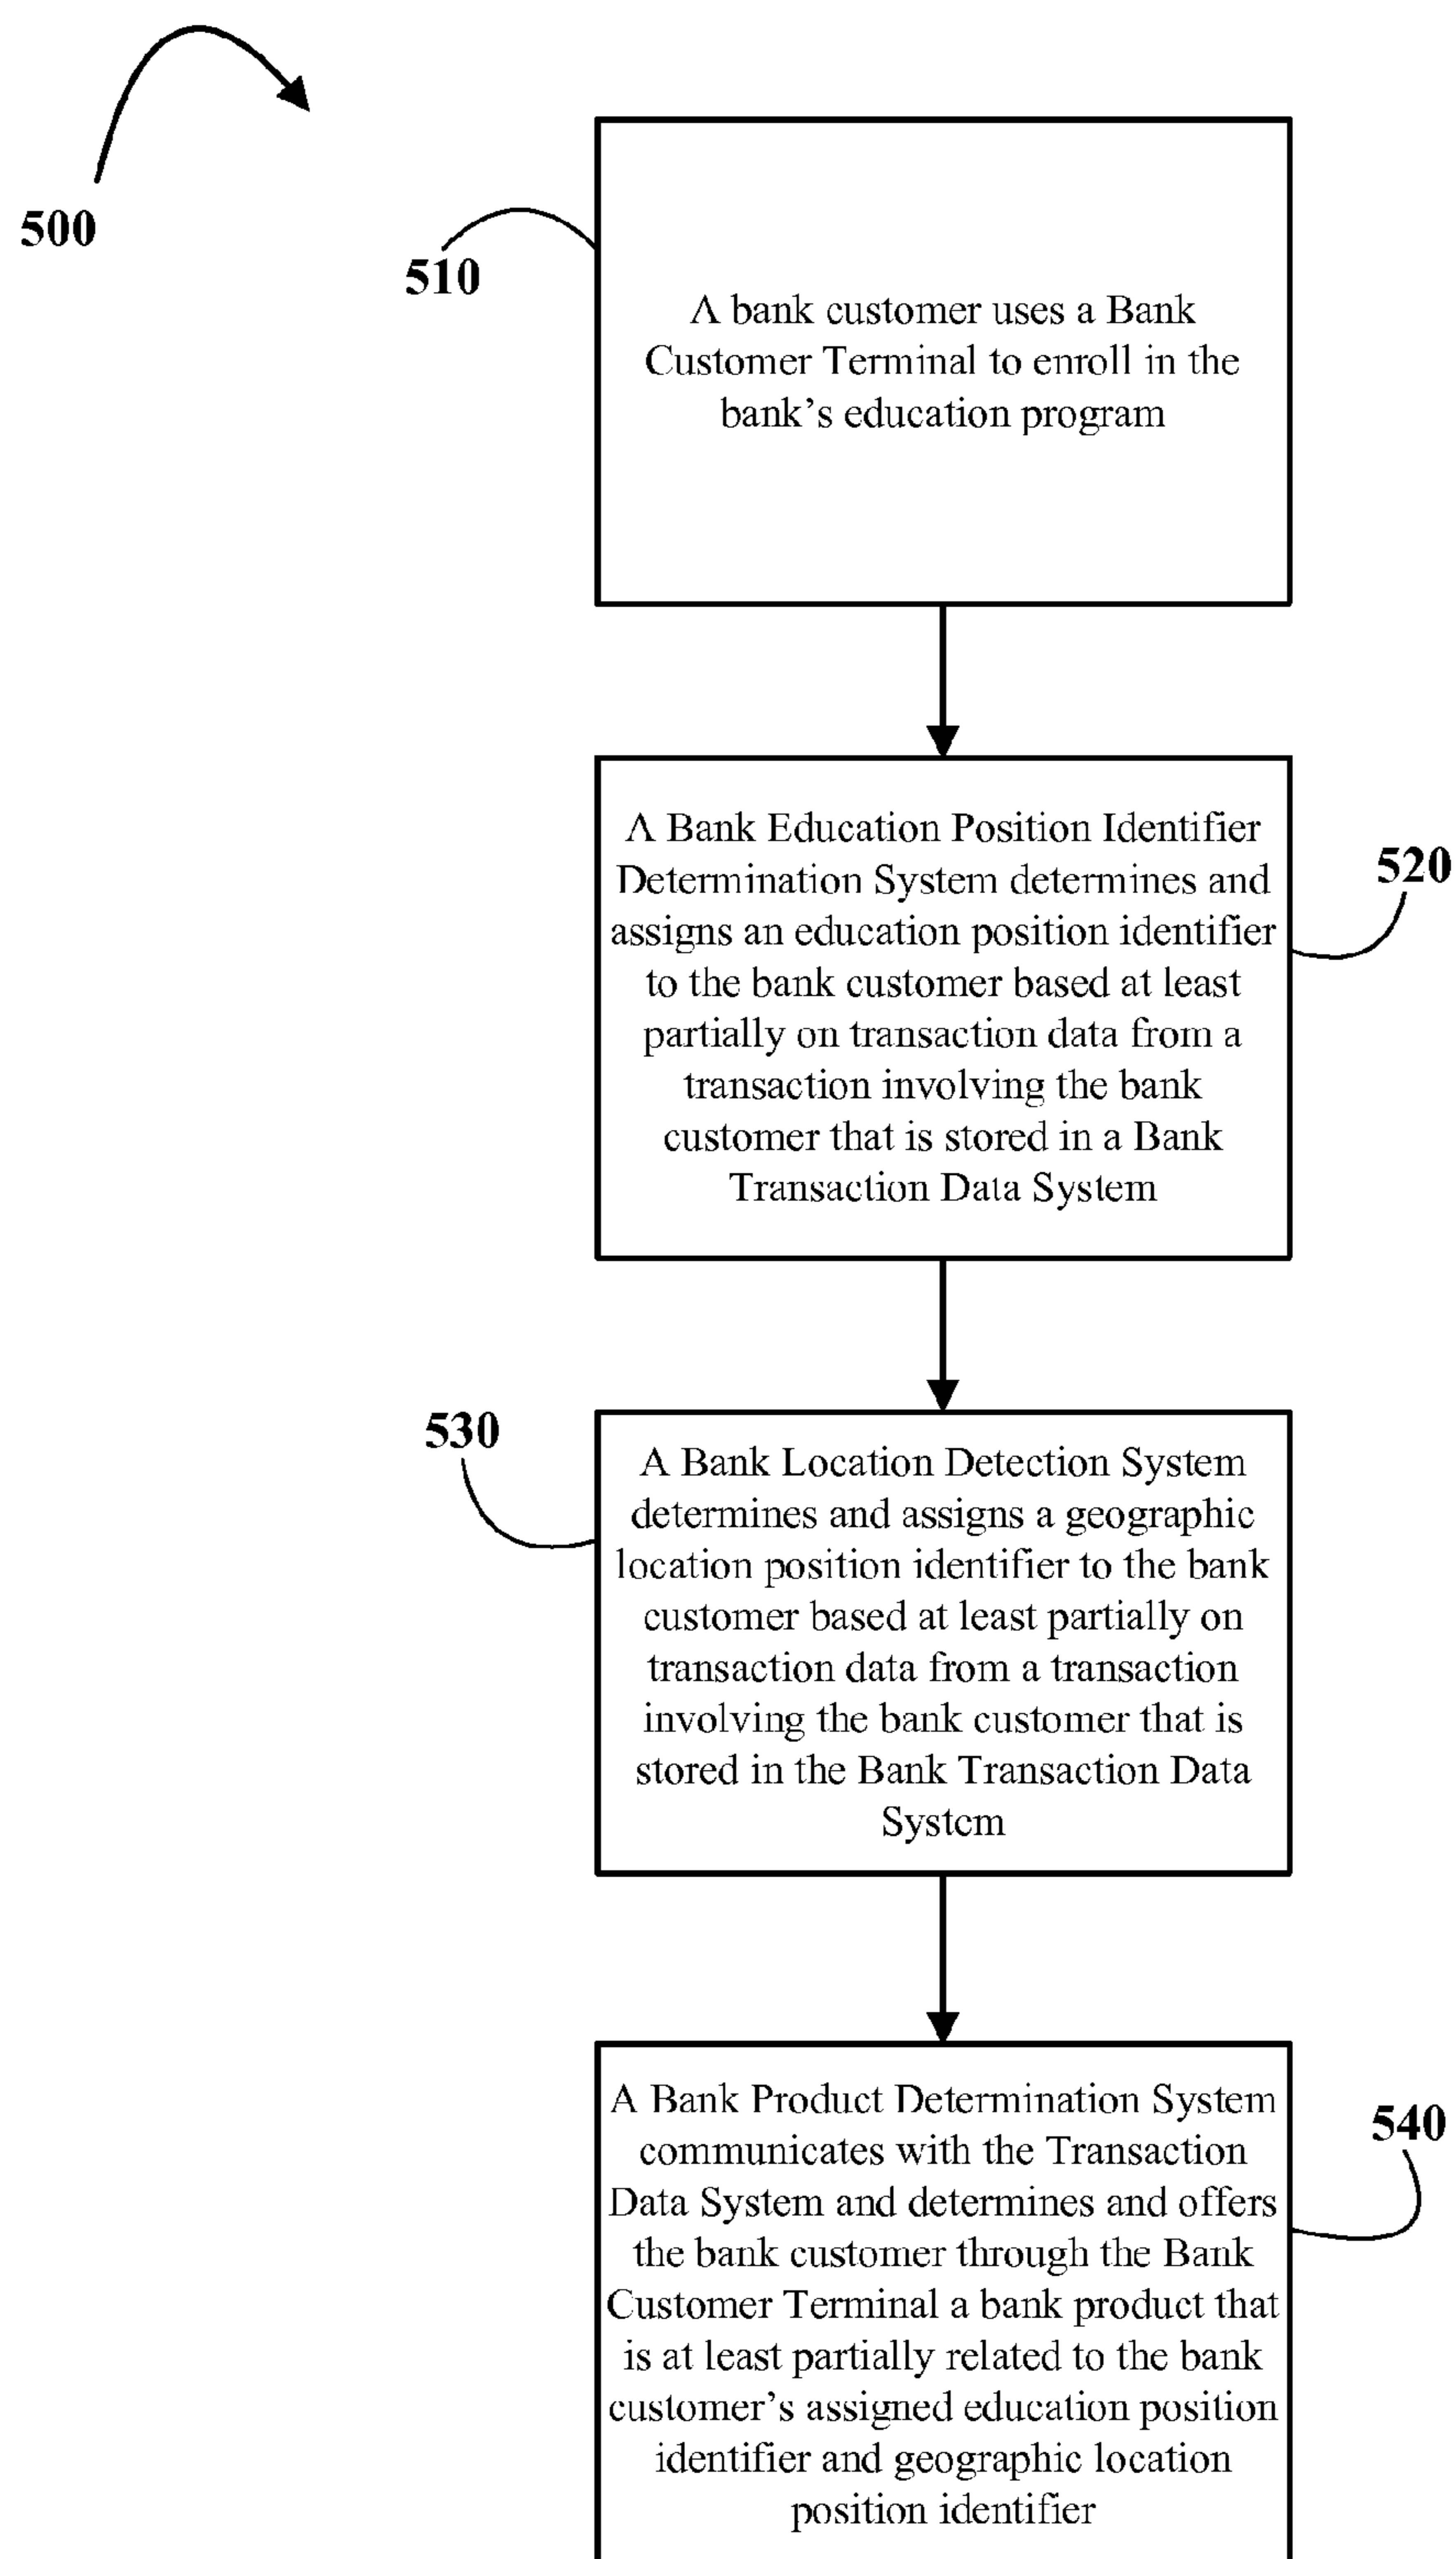 500
510
A bank customer uses a Bank
Customer Terminal to enroll in the
bank’s education program
A Bank Education Position Identifier
Determination System determines and
assigns an education position identifier
to the bank customer based at least
partially on transaction data from a
transaction involving the bank
customer that is stored in a Bank
Transaction Data System
520
530
A Bank Location Detection System
determines and assigns a geographic
location position identifier to the bank
customer based at least partially on
transaction data from a transaction
involving the bank customer that is
stored in the Bank Transaction Data
System
A Bank Product Determination System
communicates with the Transaction
Data System and determines and offers
the bank customer through the Bank
Customer Terminal a bank product that
is at least partially related to the bank
customer’s assigned education position
identifier and geographic location
position identifier
540